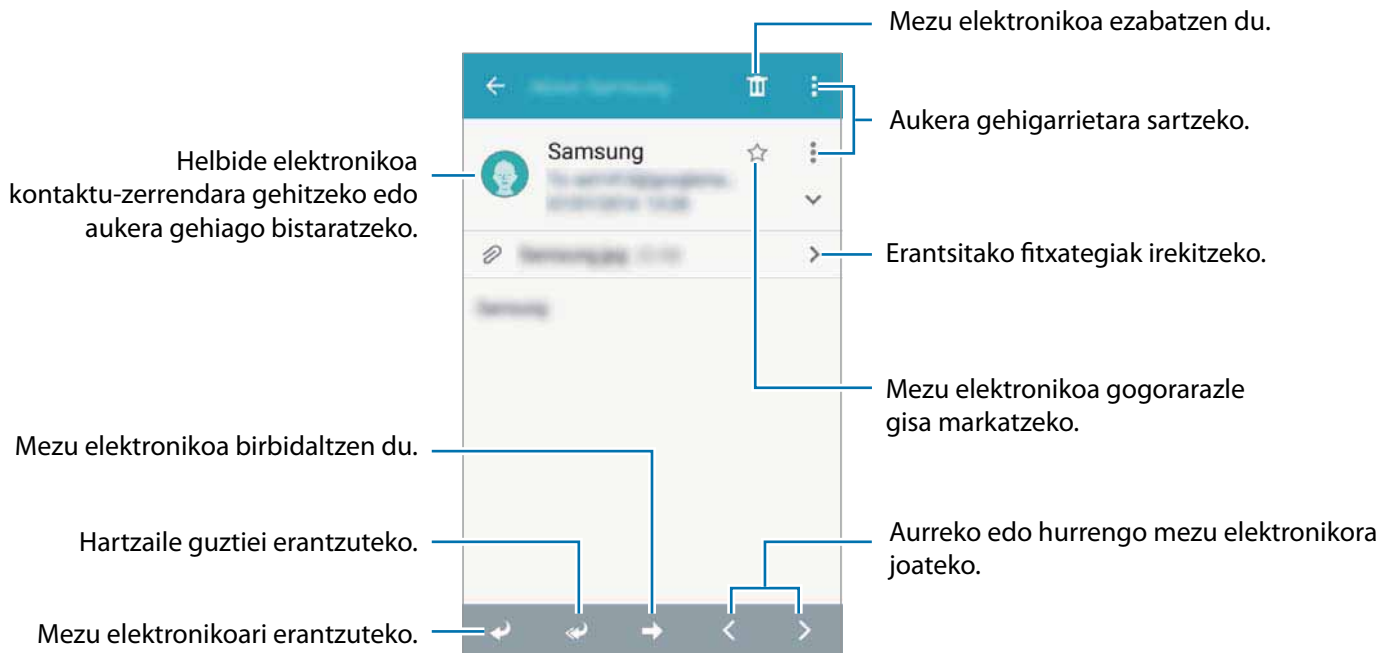 Mezu elektronikoa ezabatzen du.
Aukera gehigarrietara sartzeko.
Samsung
Helbide elektronikoa
kontaktu-zerrendara gehitzeko edo
aukera gehiago bistaratzeko.
Erantsitako fitxategiak irekitzeko.
Mezu elektronikoa gogorarazle
gisa markatzeko.
Mezu elektronikoa birbidaltzen du.
Hartzaile guztiei erantzuteko.
Aurreko edo hurrengo mezu elektronikora
joateko.
Mezu elektronikoari erantzuteko.